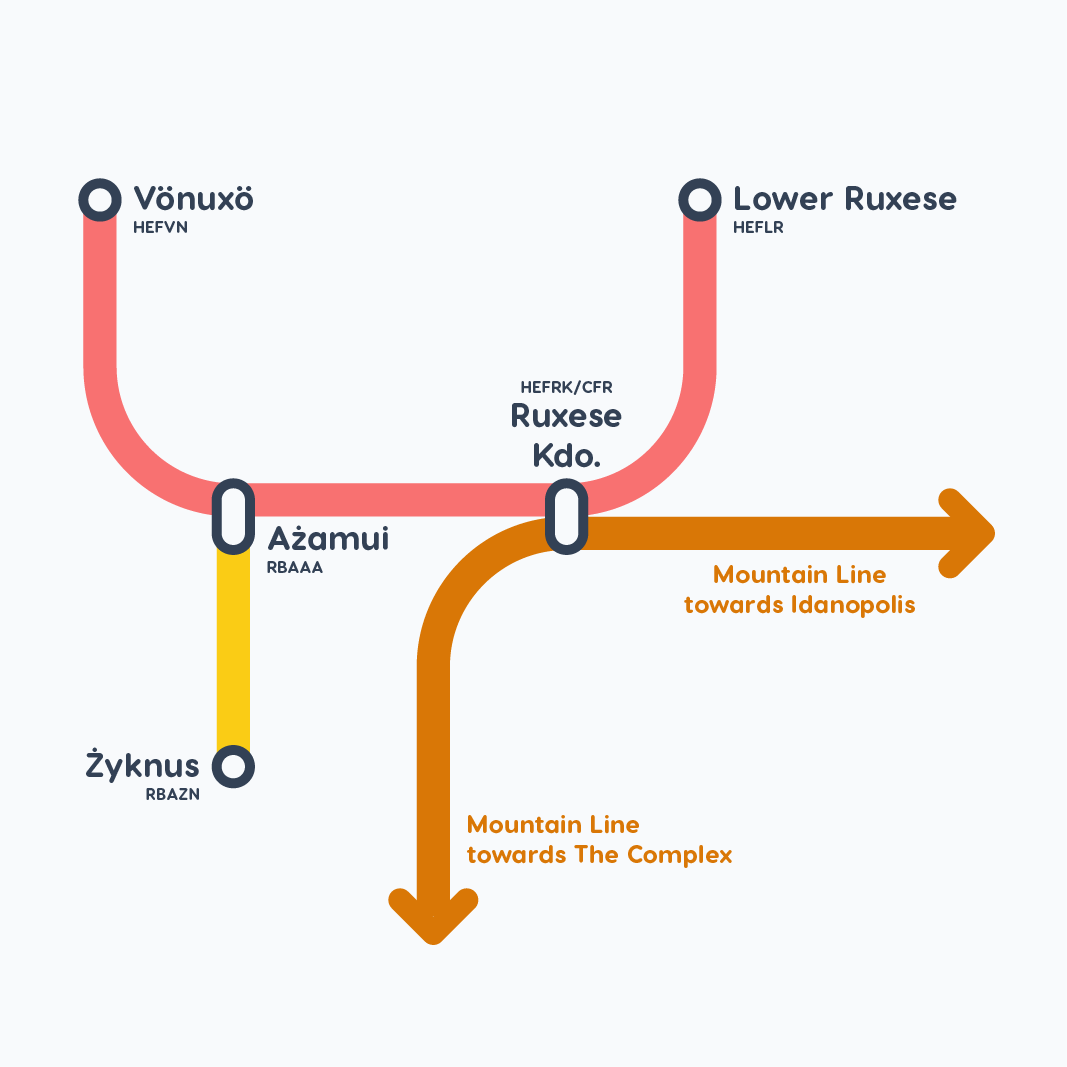 Vönuxö
HEFVN
Lower Ruxese
HEFLR
HEFRK/CFR
Ruxese
Kdo.
Ażamui
RBAAA
Mountain Line
towards Idanopolis
Żyknus
RBAZN
Mountain Line
towards The Complex